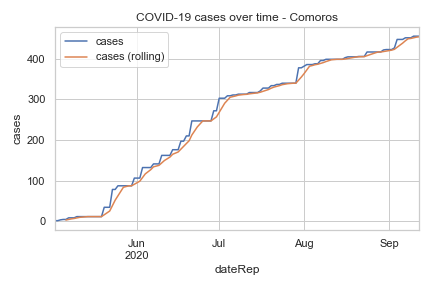 COVID-19 cases over time - Comoros
cases
cases (rolling)
cases
400
300
200
100
0
Jun
2020
Jul
Aug
Sep
dateRep